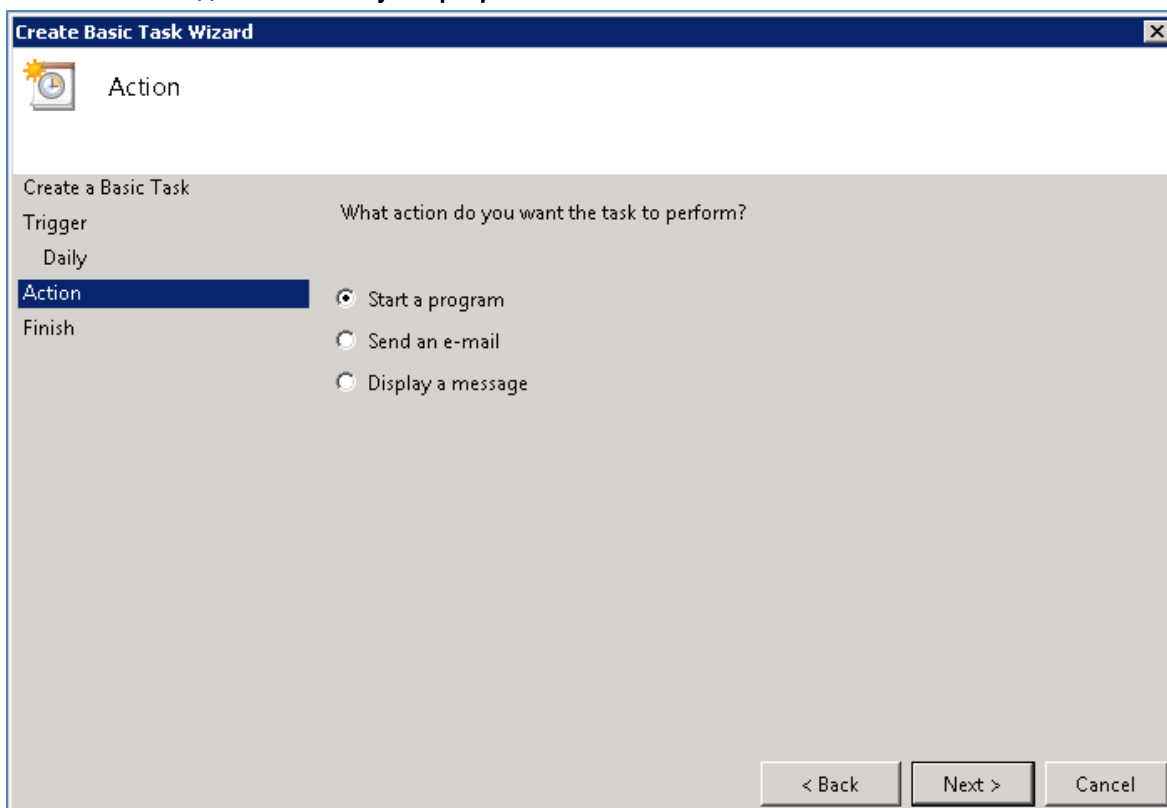 Create Basic Task Wizard
Action
Create a Basic Task
Trigger
Daily
Action
Finish
What action do you want the task to perform?
Start a program
Send an e-mail
Display a message
< Back
Next >
Cancel